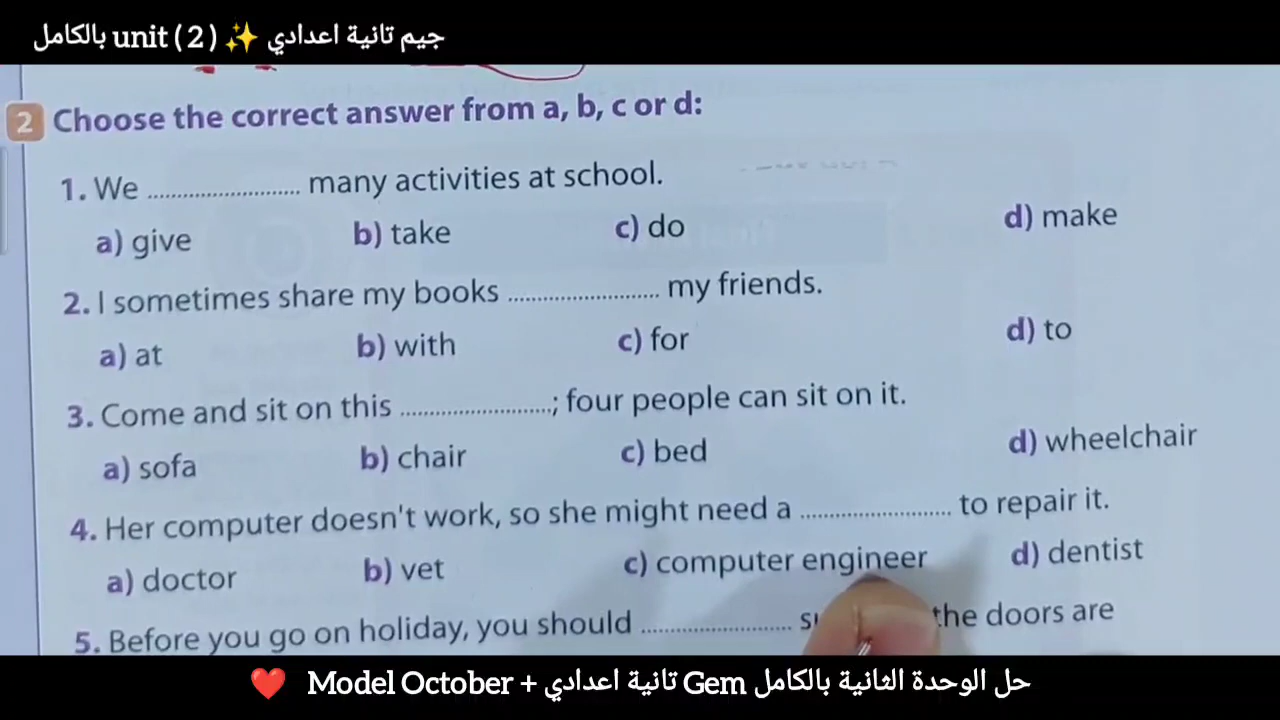 جيم تانية اعدادي ✨ unit ( 2 ) بالكامل
2 Choose the correct answer from a, b, c or d:
1. We ......................... many activities at school.
a) give b) take c) do d) make
2. I sometimes share my books ......................... my friends.
a) at b) with c) for d) to
3. Come and sit on this .........................; four people can sit on it.
a) sofa b) chair c) bed d) wheelchair
4. Her computer doesn't work, so she might need a ......................... to repair it.
a) doctor b) vet c) computer engineer d) dentist
5. Before you go on holiday, you should ......................... the doors are
حل الوحدة الثانية بالكامل Gem تانية اعدادي + Model October ❤️